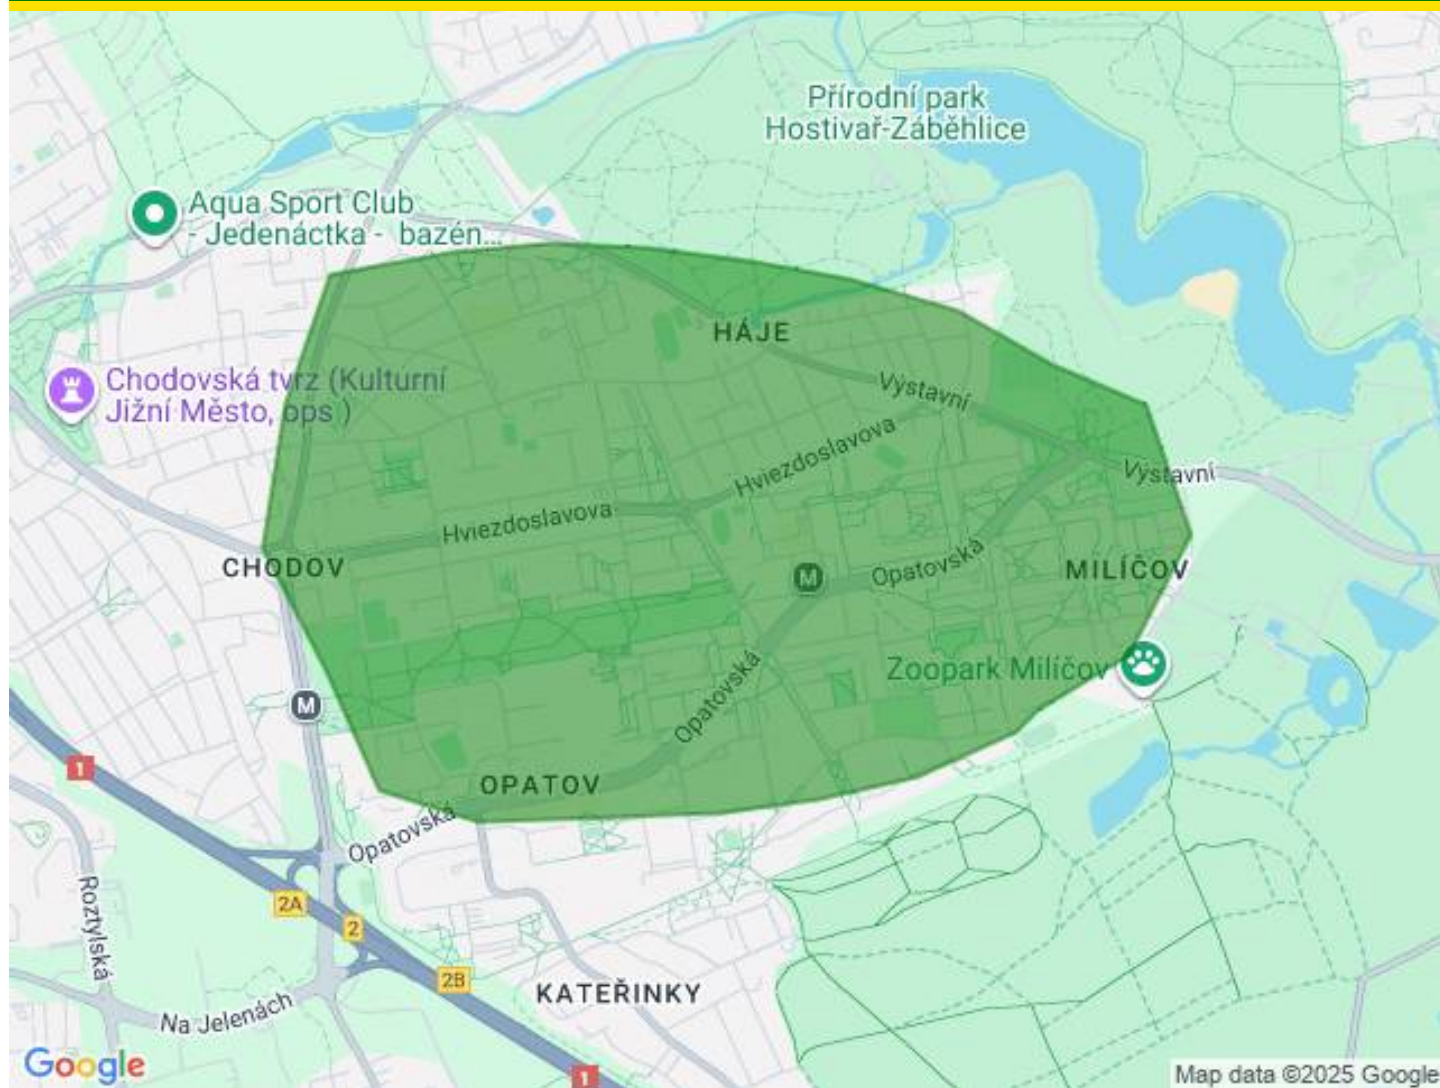 Přírodní park
Hostivař-Záběhlice
Aqua Sport Club
- Jedenáctka - bazén...
HÁJE
Chodovská tvrz (Kulturní
Jižní Město, ops )
Výstavní
Hviezdoslavova
Výstavní
Hviezdoslavova
CHODOV
M
Opatovská
MILÍČOV
Zoopark Milíčov
Opatovská
M
1
OPATOV
Opatovská
Roztylská
2A
2
2B
KATEŘINKY
Na Jelenách
Google
1
Map data ©2025 Google